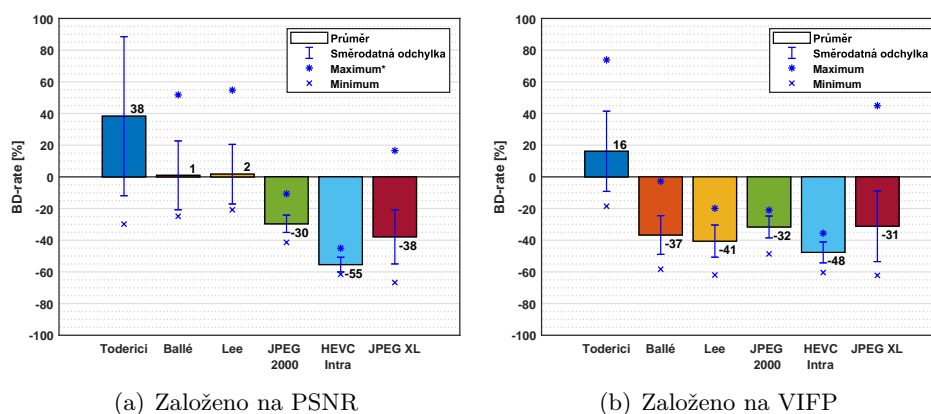 100
80
60
40
20
0
-20
-40
-60
-80
-100
BD-rate [%]
Průměr
Směrodatná odchylka
Maximum*
Minimum
38
1
2
-30
-55
-38
Toderici
Ballé
Lee
JPEG 2000
HEVC Intra
JPEG XL
(a) Založeno na PSNR
100
80
60
40
20
0
-20
-40
-60
-80
-100
BD-rate [%]
Průměr
Směrodatná odchylka
Maximum
Minimum
16
-37
-41
-32
-48
-31
Toderici
Ballé
Lee
JPEG 2000
HEVC Intra
JPEG XL
(b) Založeno na VIFP